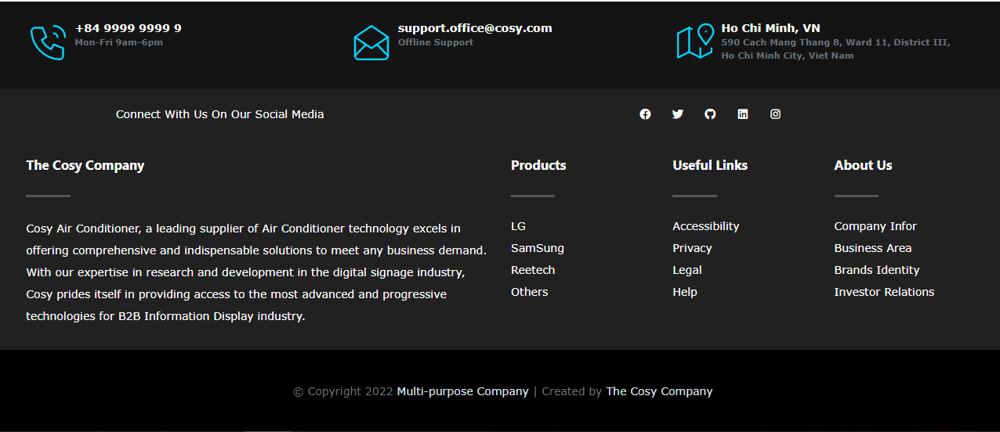 +84 9999 9999 9
Mon-Fri 9am-6pm
support.office@cosy.com
Offline Support
Ho Chi Minh, VN
590 Cach Mang Thang 8, Ward 11, District III,
Ho Chi Minh City, Viet Nam
Connect With Us On Our Social Media
The Cosy Company
Cosy Air Conditioner, a leading supplier of Air Conditioner technology excels in
offering comprehensive and indispensable solutions to meet any business demand.
With our expertise in research and development in the digital signage industry,
Cosy prides itself in providing access to the most advanced and progressive
technologies for B2B Information Display industry.
Products
LG
SamSung
Reetech
Others
Useful Links
Accessibility
Privacy
Legal
Help
About Us
Company Infor
Business Area
Brands Identity
Investor Relations
© Copyright 2022 Multi-purpose Company | Created by The Cosy Company